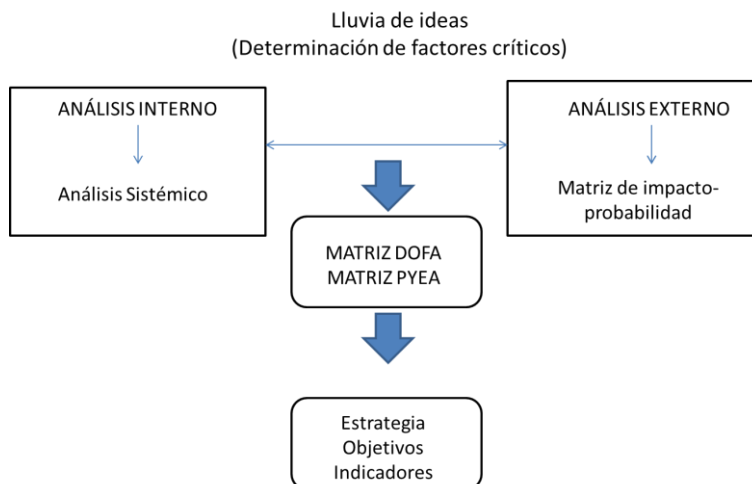 Lluvia de ideas
(Determinación de factores críticos)
ANÁLISIS INTERNO
Análisis Sistémico
ANÁLISIS EXTERNO
Matriz de impacto-
probabilidad
MATRIZ DOFA
MATRIZ PYEA
Estrategia
Objetivos
Indicadores